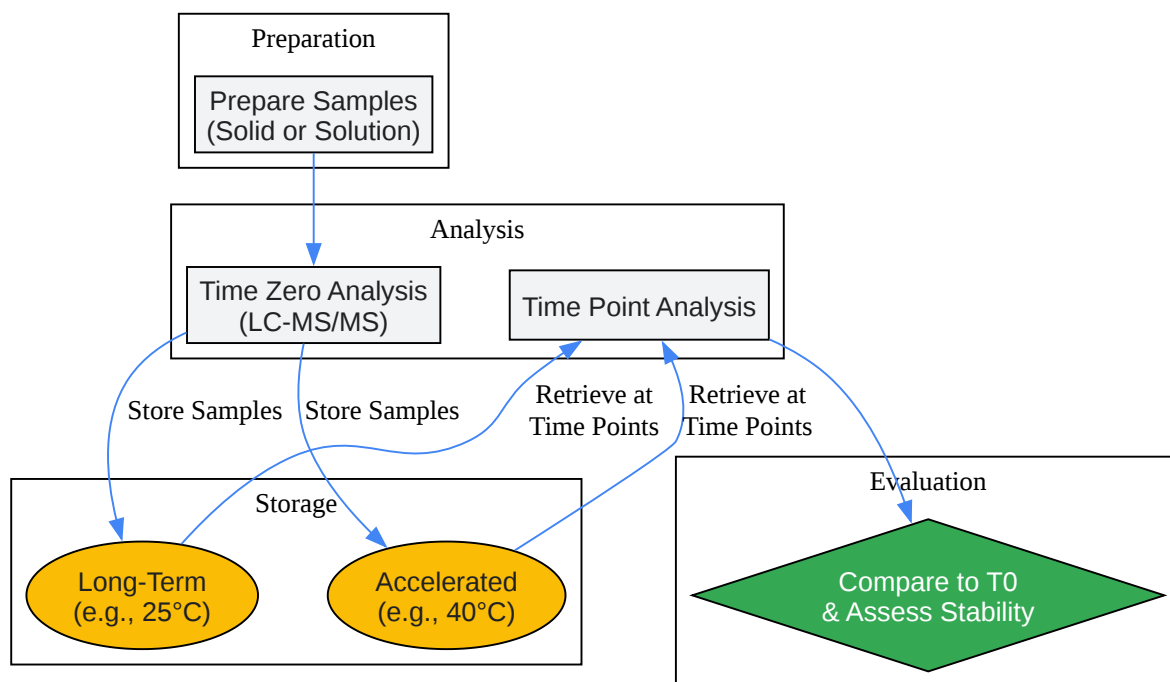 Preparation
Prepare Samples
(Solid or Solution)
Analysis
Time Zero Analysis
(LC-MS/MS)
Time Point Analysis
Store Samples
Store Samples
Retrieve at
Time Points
Retrieve at
Time Points
Storage
Long-Term
(e.g., 25°C)
Accelerated
(e.g., 40°C)
Evaluation
Compare to T0
& Assess Stability